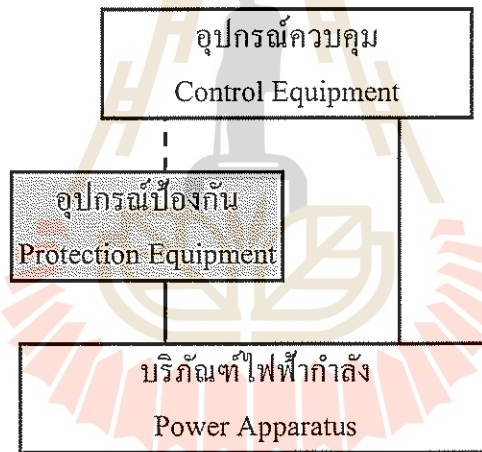 อุปกรณ์ควบคุม
Control Equipment
อุปกรณ์ป้องกัน
Protection Equipment
บริภัณฑ์ไฟฟ้ากำลัง
Power Apparatus